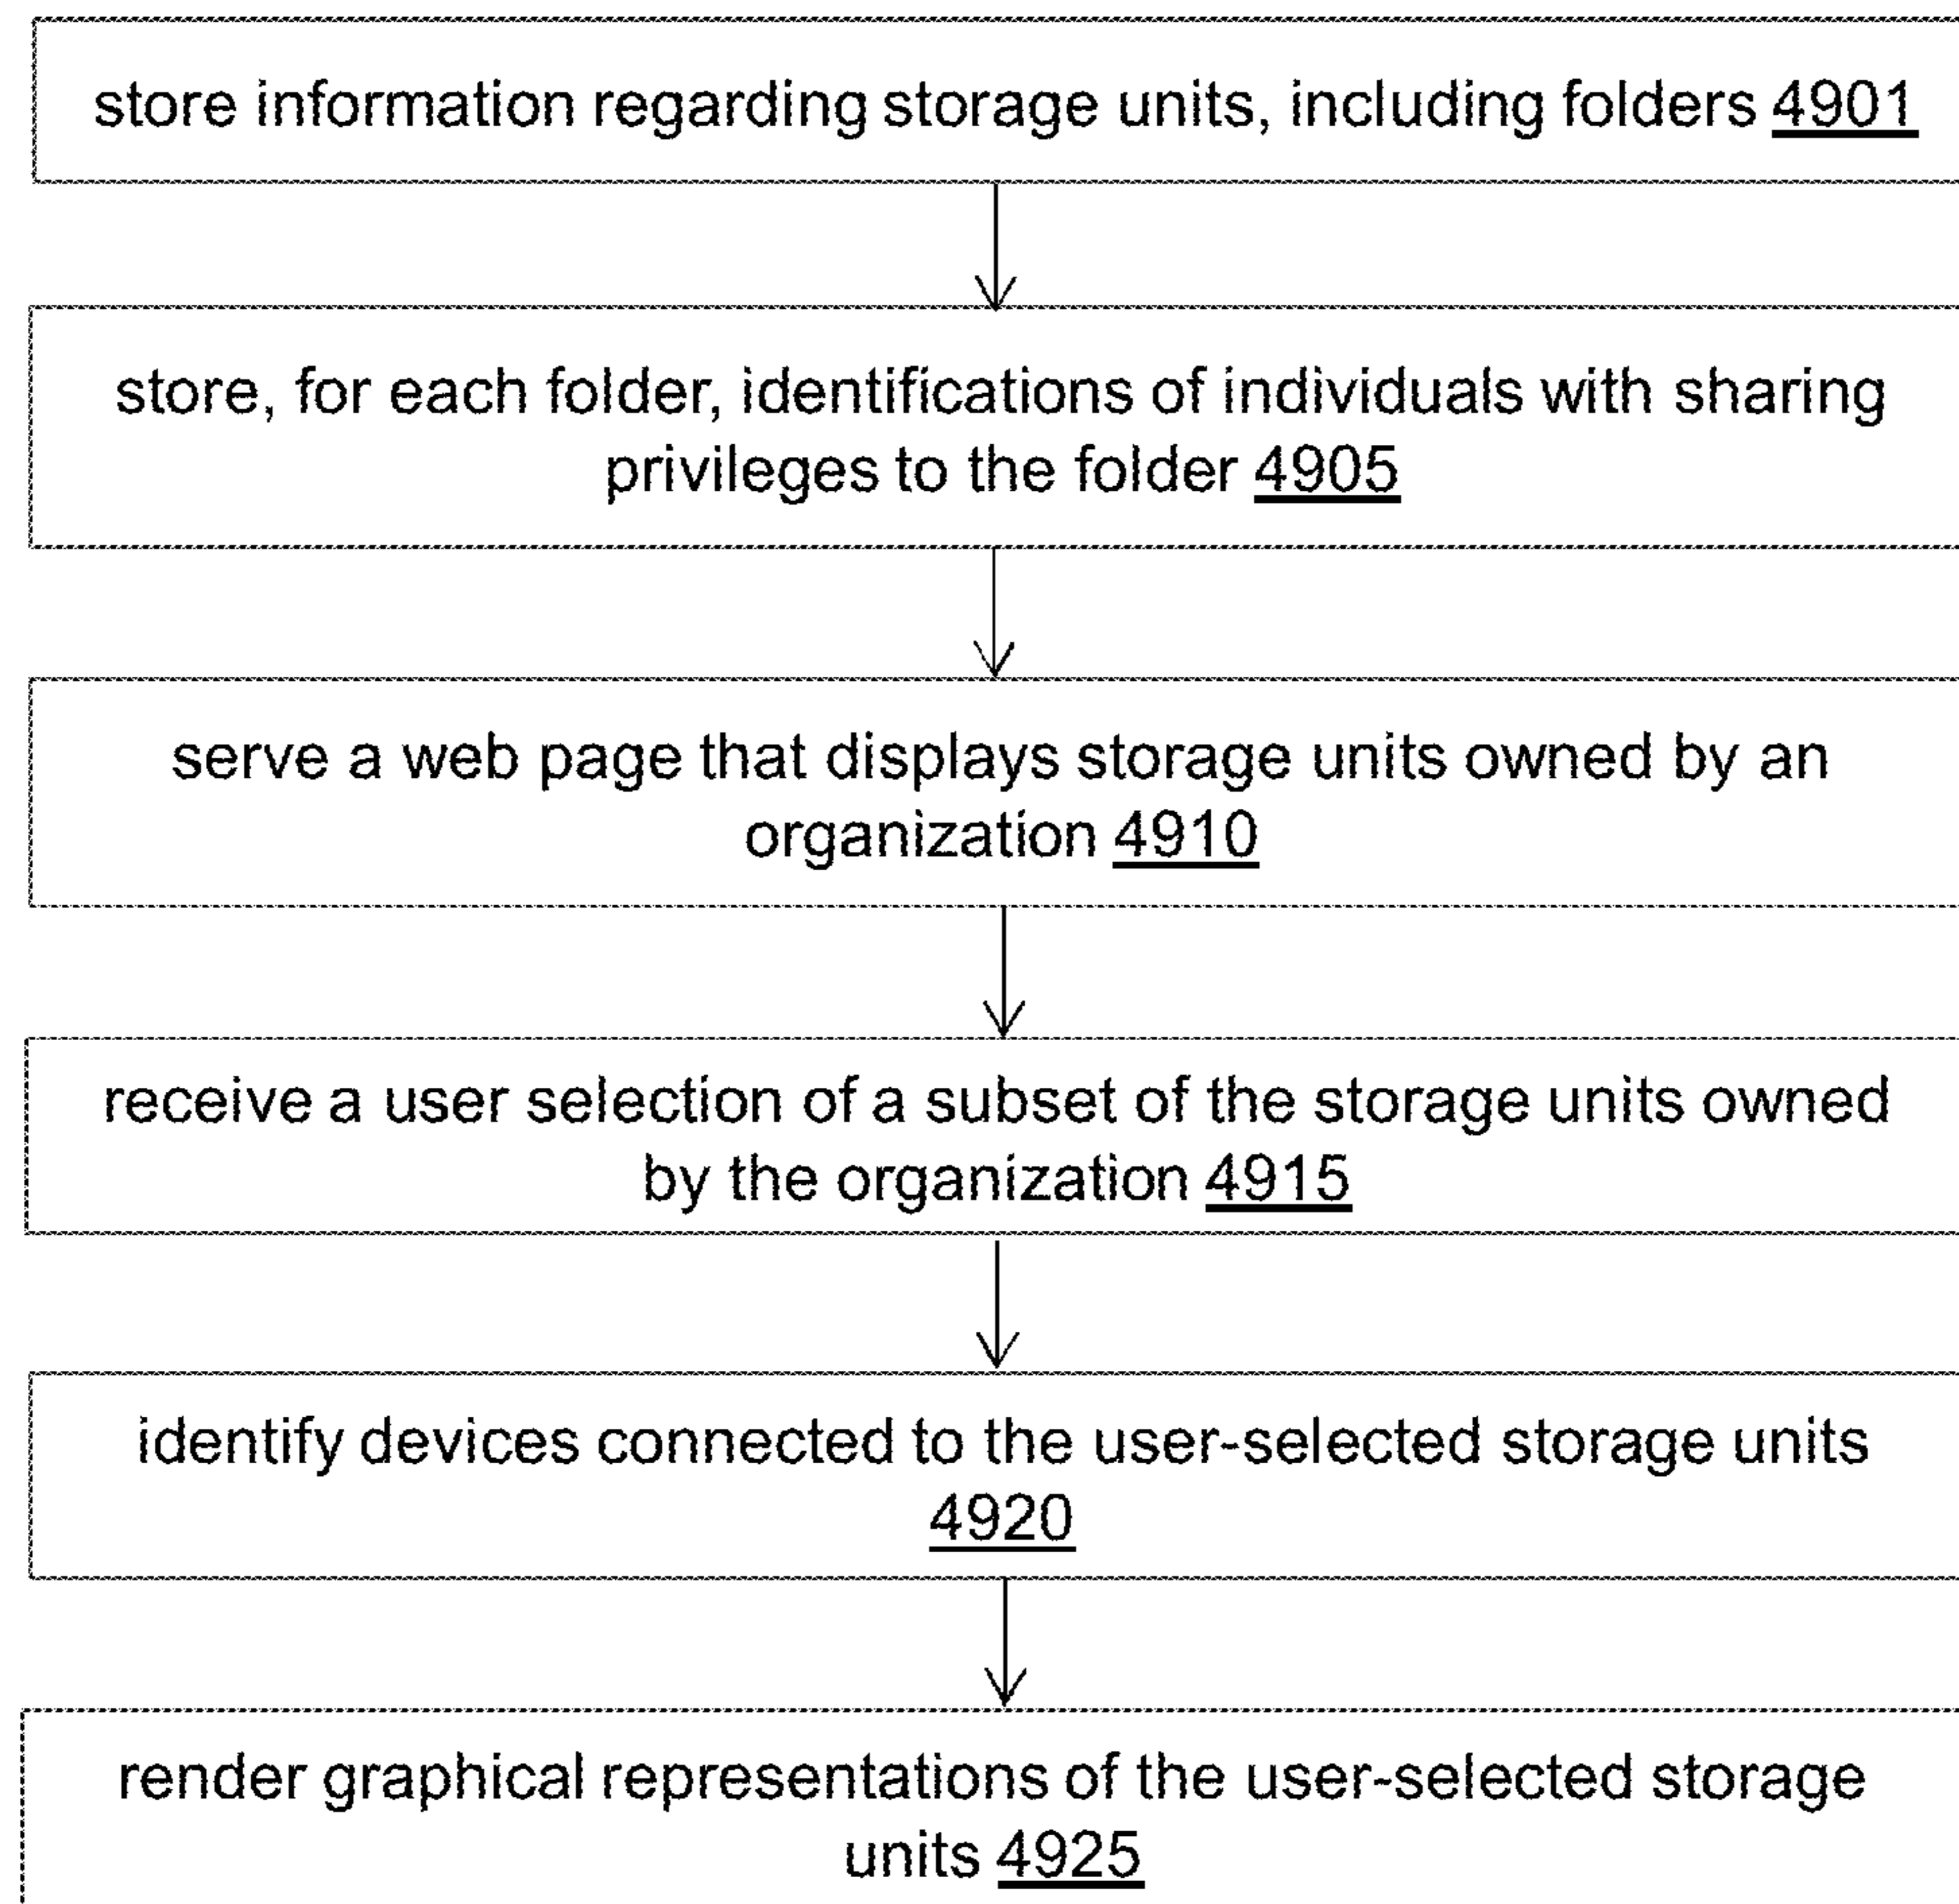 store information regarding storage units, including folders 4901
store, for each folder, identifications of individuals with sharing
privileges to the folder 4905
serve a web page that displays storage units owned by an
organization 4910
receive a user selection of a subset of the storage units owned
by the organization 4915
identify devices connected to the user-selected storage units
4920
render graphical representations of the user-selected storage
units 4925